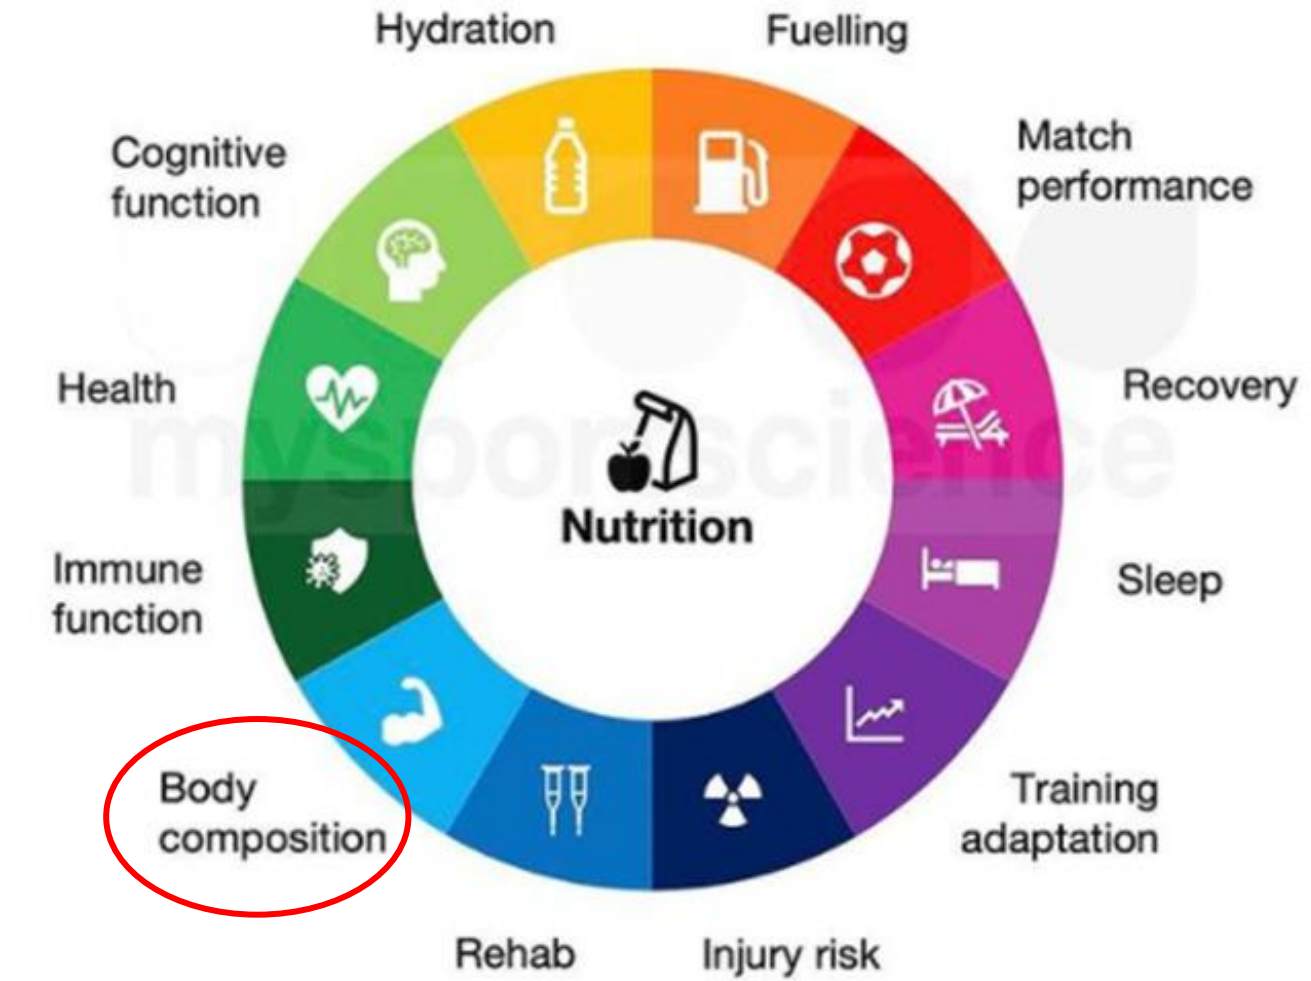 Hydration
Fuelling
Match
performance
Recovery
Sleep
Training
adaptation
Injury risk
Rehab
Body
composition
Immune
function
Health
Cognitive
function
Nutrition
mysportscience